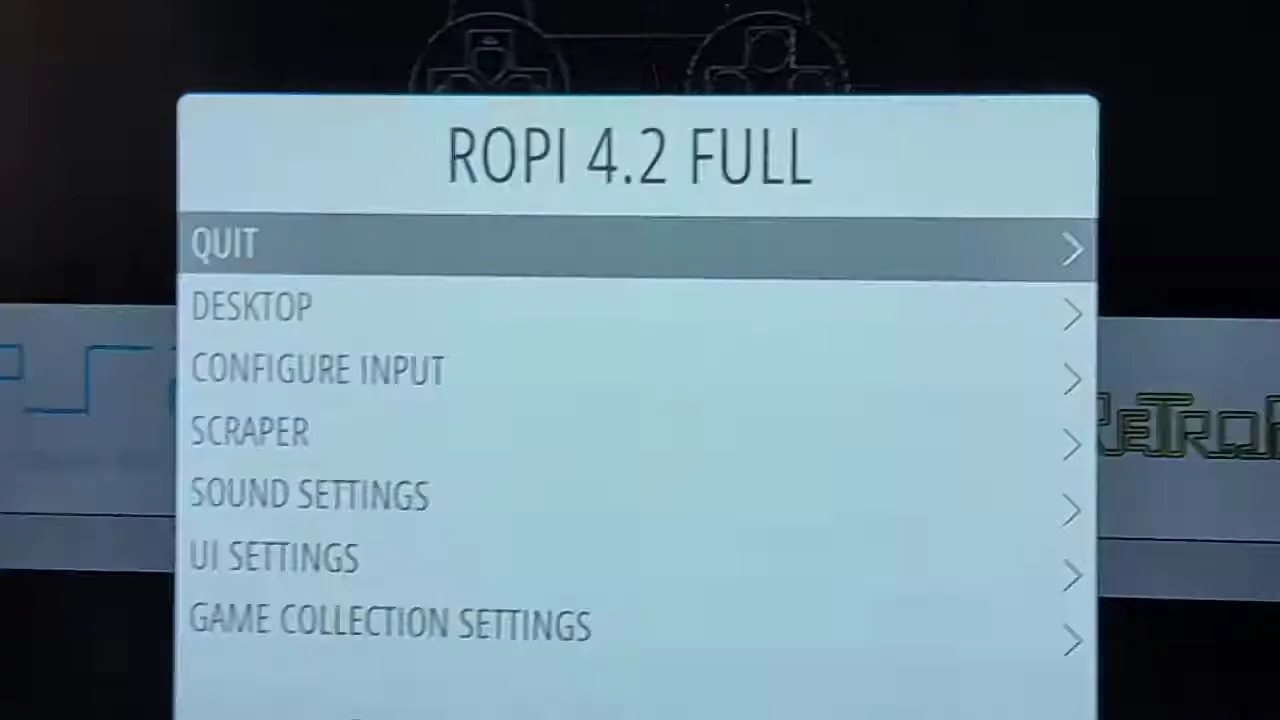 ROPI 4.2 FULL
QUIT
DESKTOP
CONFIGURE INPUT
SCRAPER
SOUND SETTINGS
UI SETTINGS
GAME COLLECTION SETTINGS